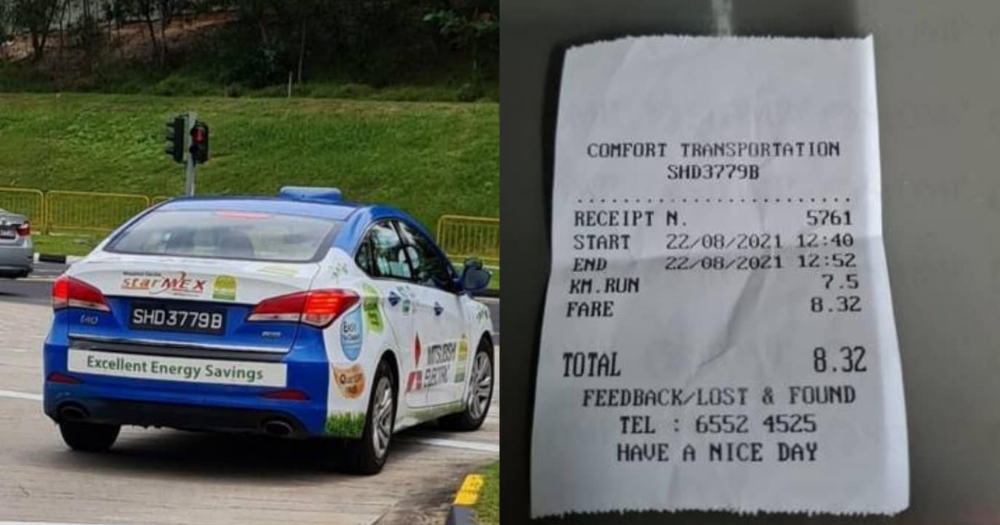 starMEX
i40
SHD3779B
Excellent Energy Savings
MITSUBISHI
ELECTRIC
COMFORT TRANSPORTATION
SHD3779B
RECEIPT N. 5761
START 22/08/2021 12:40
END 22/08/2021 12:52
KM.RUN 7.5
FARE 8.32
TOTAL 8.32
FEEDBACK/LOST & FOUND
TEL : 6552 4525
HAVE A NICE DAY